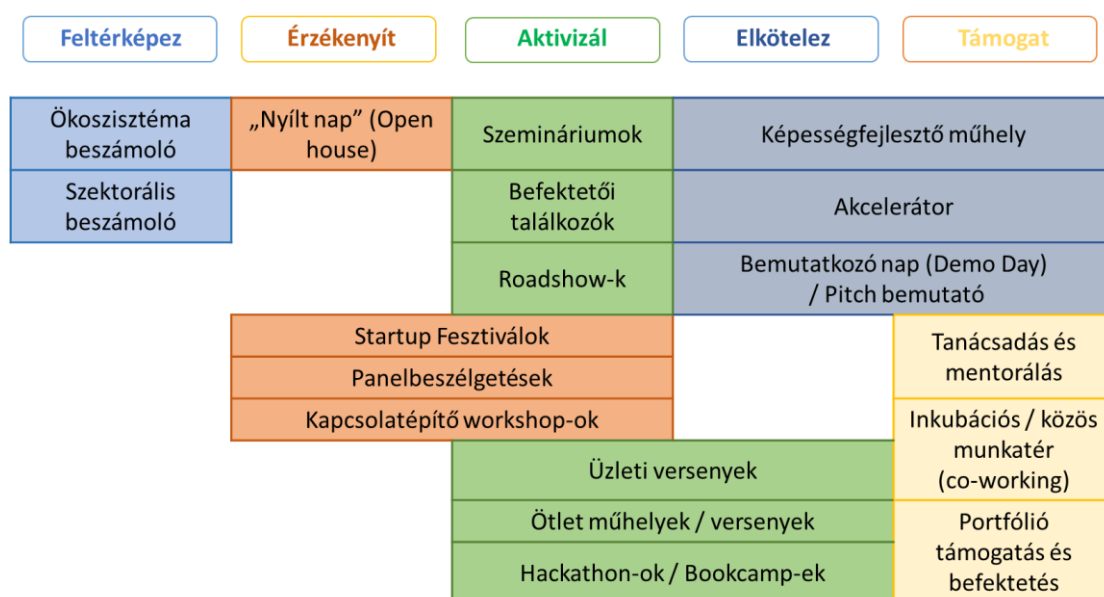 Feltérképez
Érzékenyít
Aktivizál
Elkötelez
Támogat
Ökoszisztéma
beszámoló
„Nyílt nap” (Open
house)
Szemináriumok
Képességfejlesztő műhely
Szektorális
beszámoló
Befektetői
találkozók
Akcelerátor
Roadshow-k
Bemutatkozó nap (Demo Day)
/ Pitch bemutató
Startup Fesztiválok
Panelbeszélgetések
Kapcsolatépítő workshop-ok
Tanácsadás és
mentorálás
Inkubációs / közös
munkatér
(co-working)
Üzleti versenyek
Ötlet műhelyek / versenyek
Hackathon-ok / Bookcamp-ek
Portfólió
támogatás és
befektetés